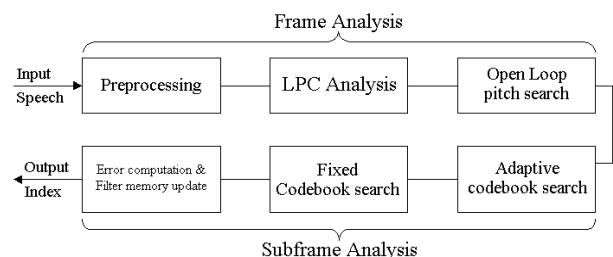 Frame Analysis
Input
Speech
Preprocessing
LPC Analysis
Open Loop
pitch search
Output
Index
Error computation &
Filter memory update
Fixed
Codebook search
Adaptive
codebook search
Subframe Analysis